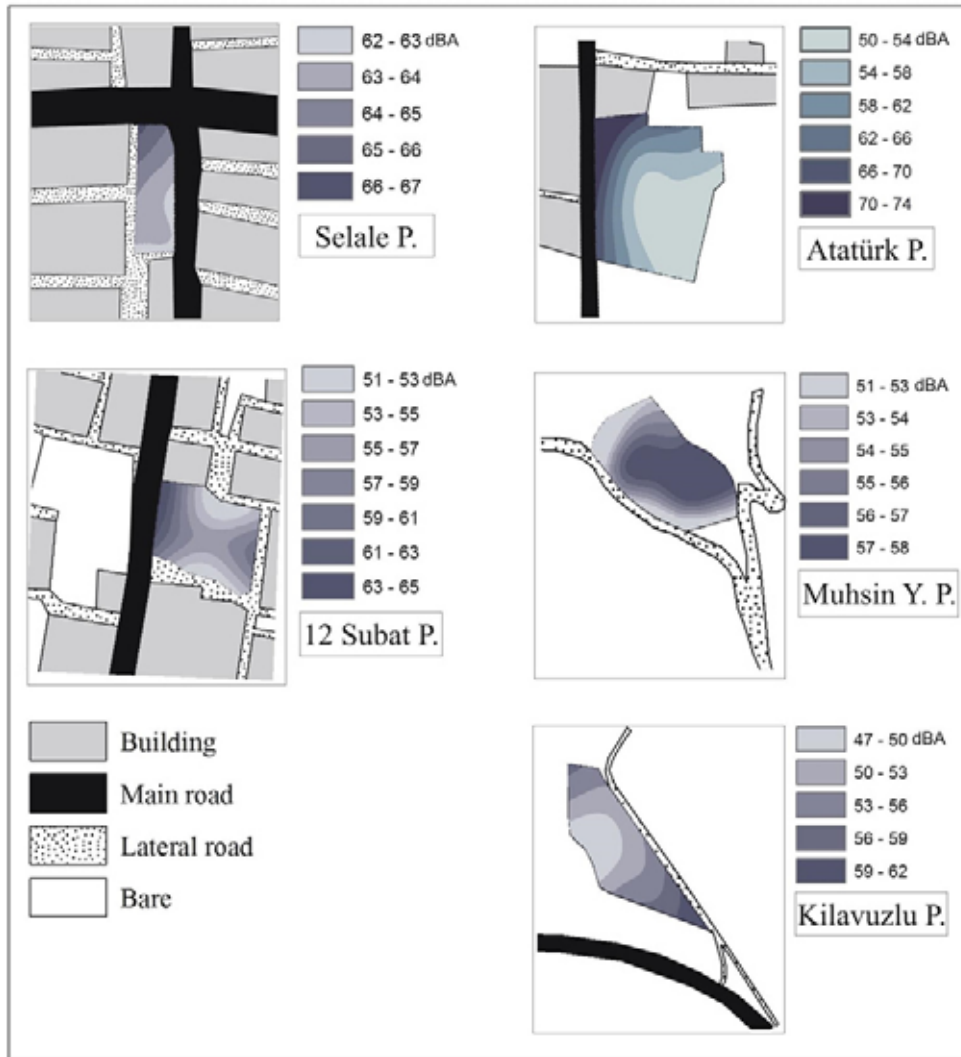 62 - 63 dBA
63 - 64
64 - 65
65 - 66
66 - 67
Selale P.
50 - 54 dBA
54 - 58
58 - 62
62 - 66
66 - 70
70 - 74
Atatürk P.
51 - 53 dBA
53 - 55
55 - 57
57 - 59
59 - 61
61 - 63
63 - 65
12 Subat P.
51 - 53 dBA
53 - 54
54 - 55
55 - 56
56 - 57
57 - 58
Muhsin Y. P.
Building
Main road
Lateral road
Bare
47 - 50 dBA
50 - 53
53 - 56
56 - 59
59 - 62
Kilavuzlu P.